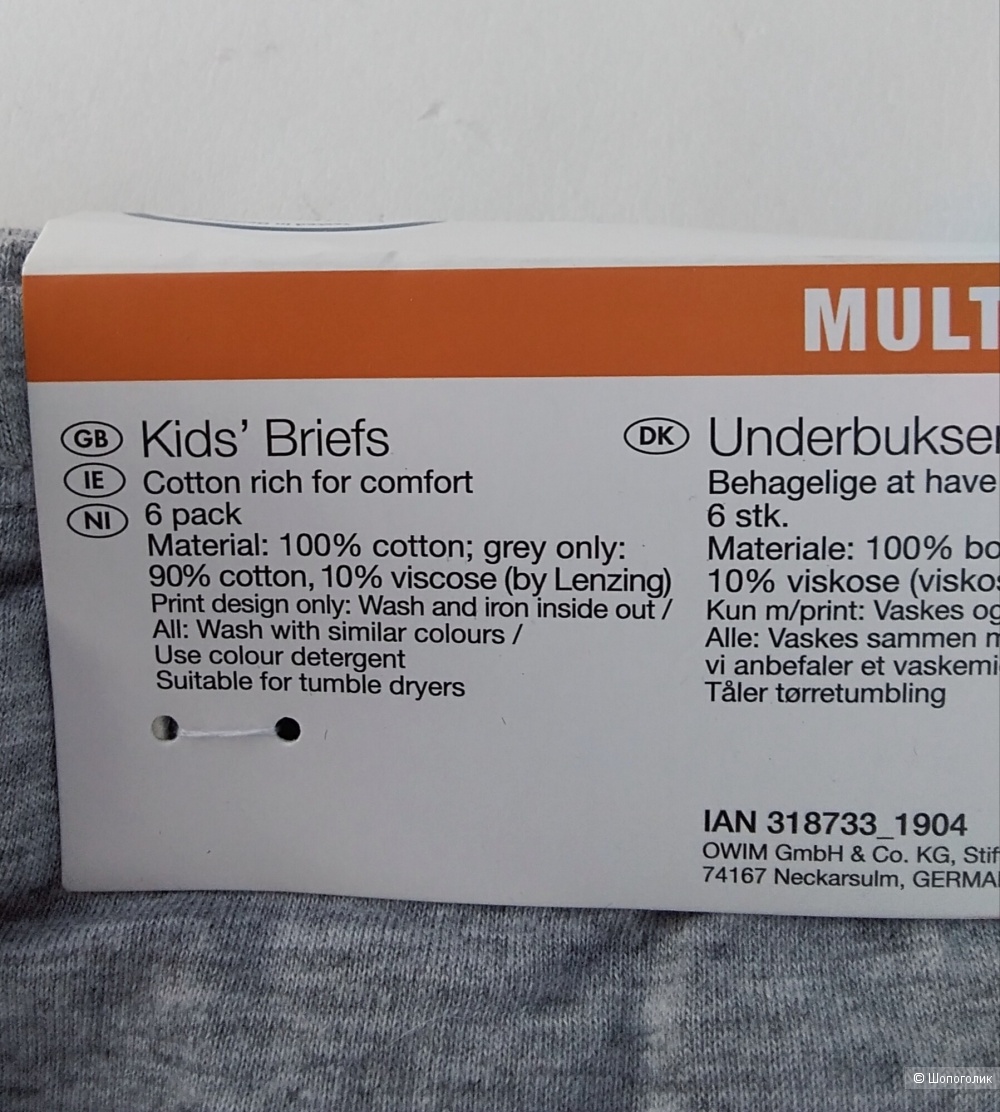 MULT
GB Kids' Briefs
IE Cotton rich for comfort
NI 6 pack
Material: 100% cotton; grey only:
90% cotton, 10% viscose (by Lenzing)
Print design only: Wash and iron inside out /
All: Wash with similar colours /
Use colour detergent
Suitable for tumble dryers
DK Underbukser
Behagelige at have
6 stk.
Materiale: 100% bo
10% viskose (viskos
Kun m/print: Vaskes og
Alle: Vaskes sammen m
vi anbefaler et vaskemi
Tåler tørretumbling
IAN 318733_1904
OWIM GmbH & Co. KG, Stif
74167 Neckarsulm, GERMA
© Шопоголик